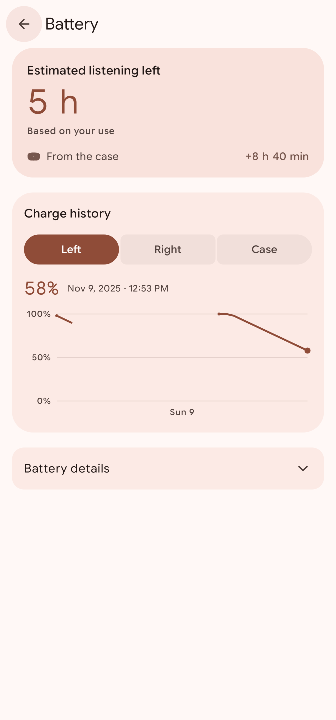 Battery
Estimated listening left
5 h
Based on your use
From the case +8 h 40 min
Charge history
Left Right Case
58% Nov 9, 2025 - 12:53 PM
100%
50%
0%
Sun 9
Battery details